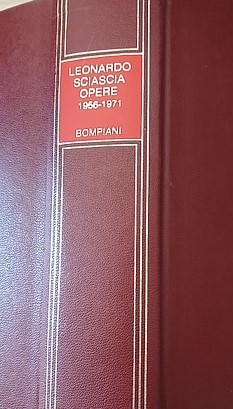 LEONARDO
SCIASCIA
OPERE
1956-1971
BOMPIANI